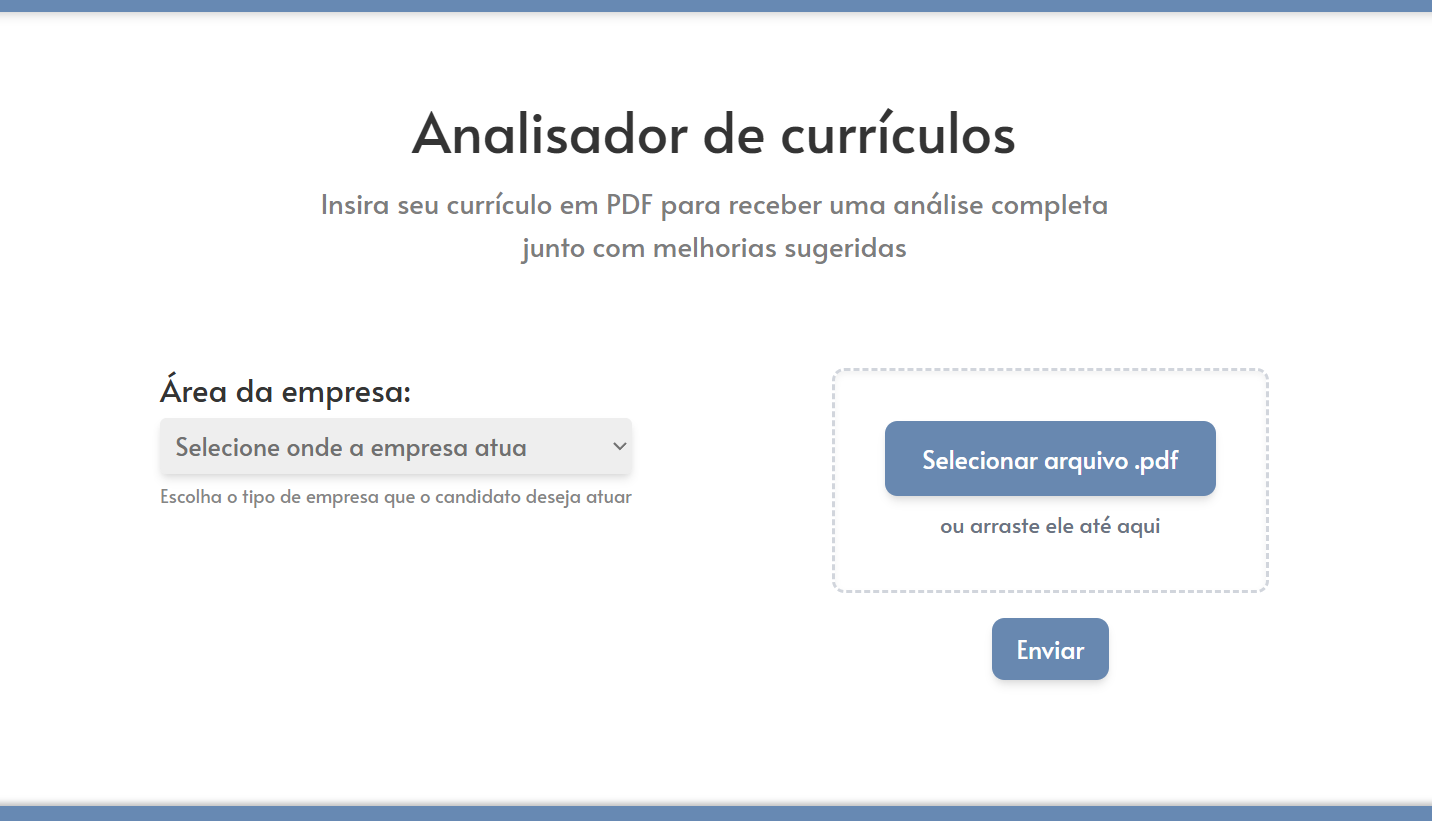 Analisador de currículos
Insira seu currículo em PDF para receber uma análise completa
junto com melhorias sugeridas
Área da empresa:
Selecione onde a empresa atua
Escolha o tipo de empresa que o candidato deseja atuar
Selecionar arquivo .pdf
ou arraste ele até aqui
Enviar